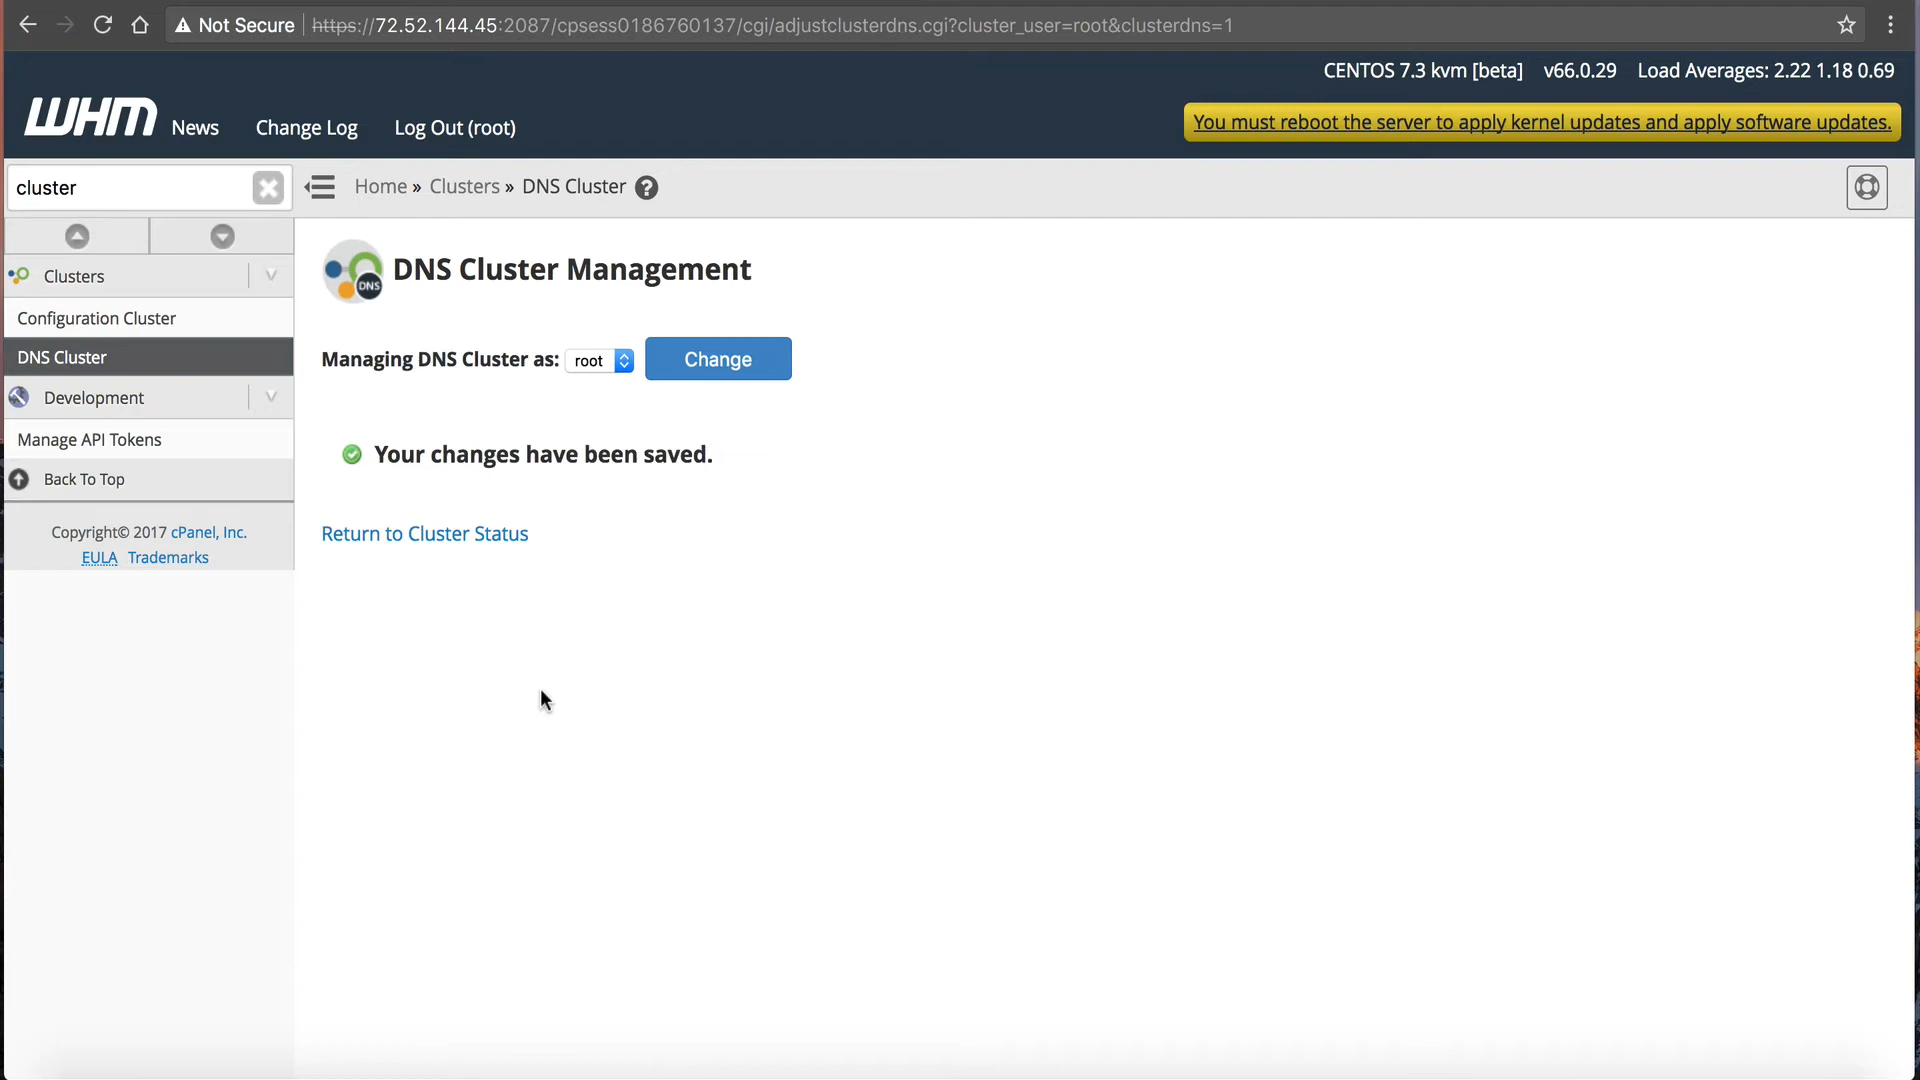 Not Secure https://72.52.144.45:2087/cpsess0186760137/cgi/adjustclusterdns.cgi?cluster_user=root&clusterdns=1
CENTOS 7.3 kvm [beta] v66.0.29 Load Averages: 2.22 1.18 0.69
WHM News Change Log Log Out (root) You must reboot the server to apply kernel updates and apply software updates.
cluster Home » Clusters » DNS Cluster ?
Clusters
Configuration Cluster
DNS Cluster
Development
Manage API Tokens
Back To Top
Copyright© 2017 cPanel, Inc.
EULA Trademarks
DNS DNS Cluster Management
Managing DNS Cluster as: root Change
Your changes have been saved.
Return to Cluster Status